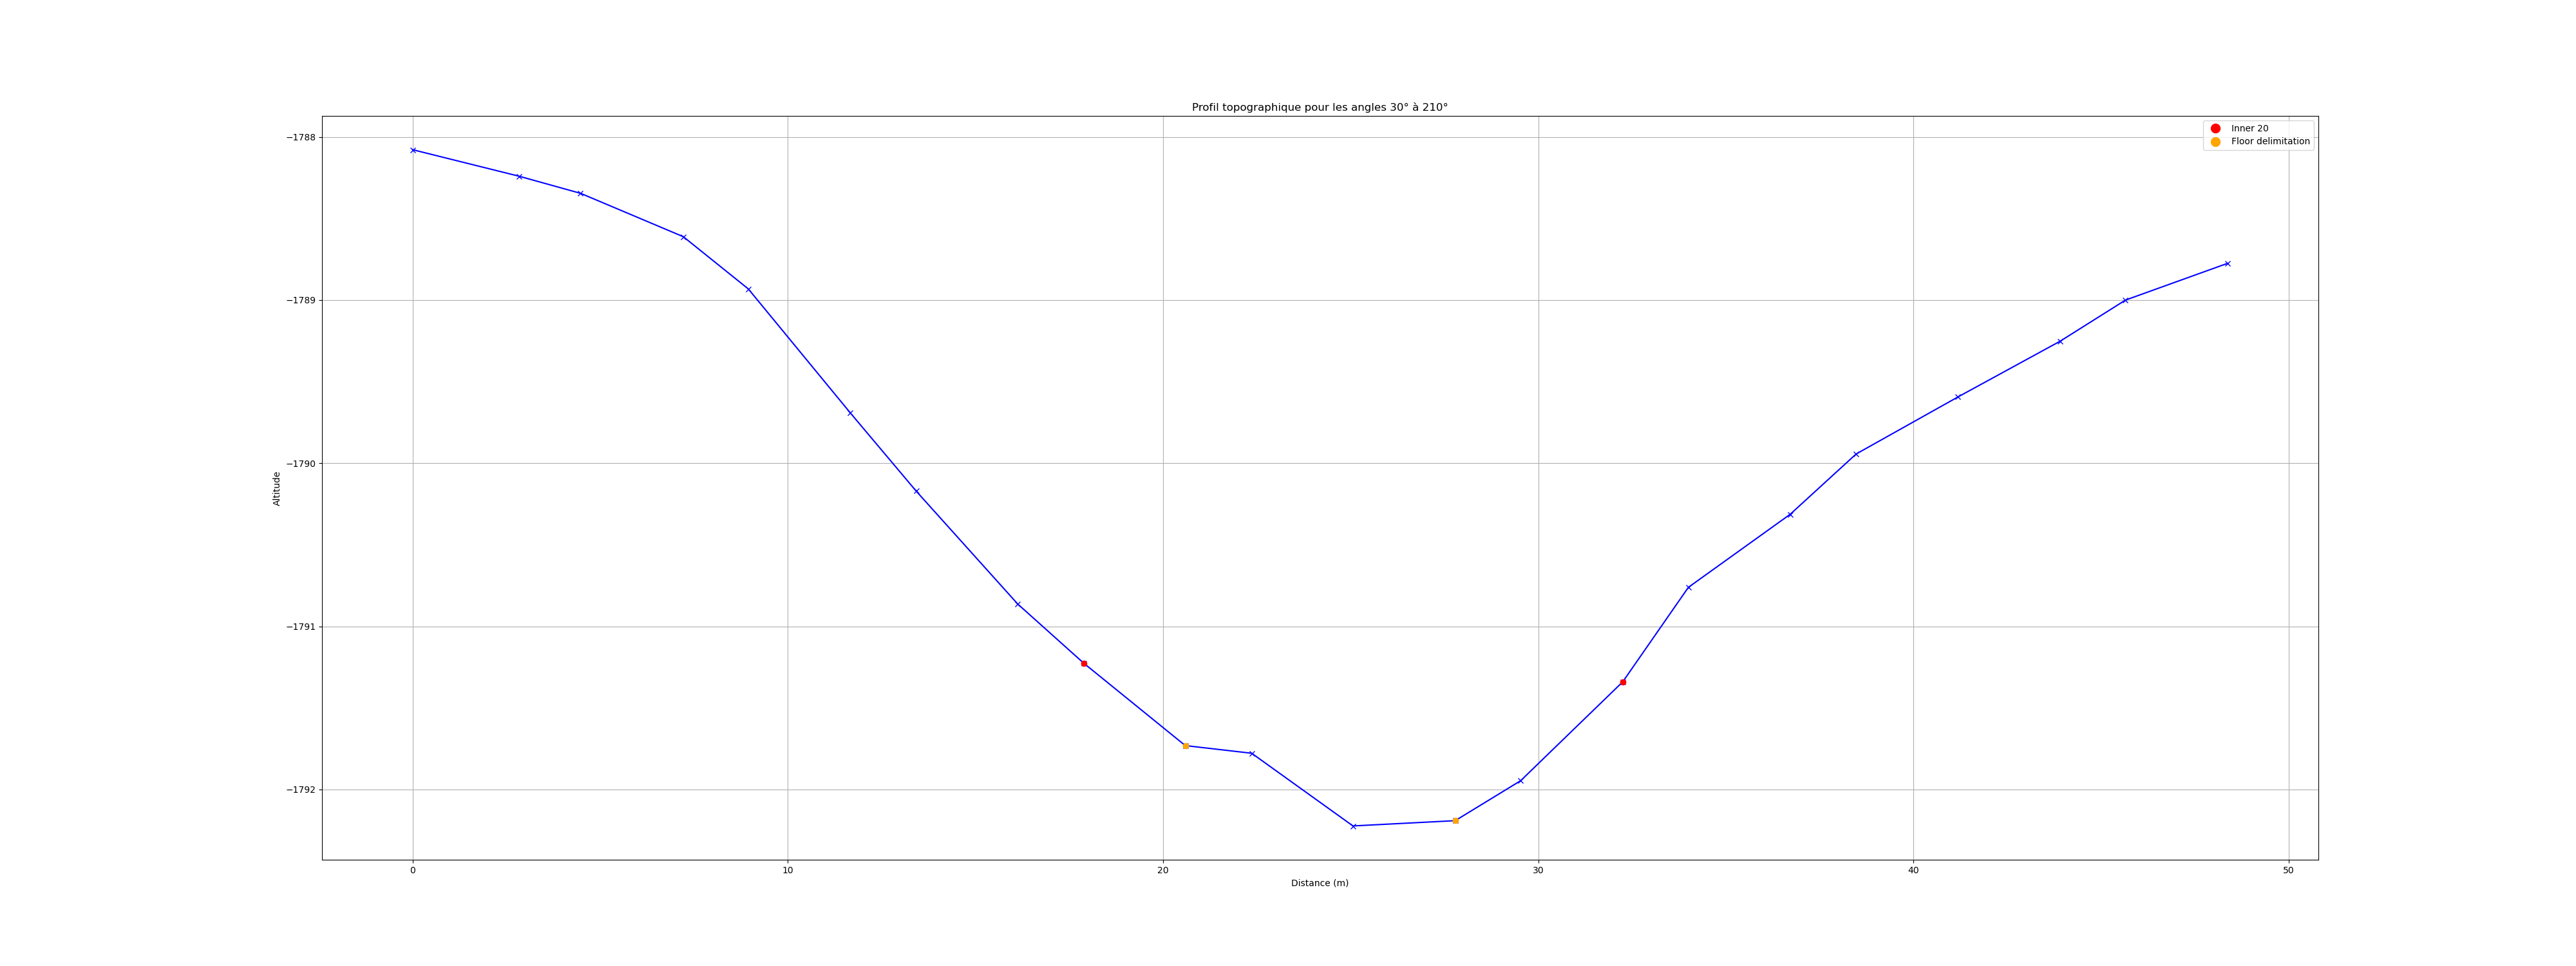 Profil topographique pour les angles 30° à 210°
Inner 20
Floor delimitation
−1788
−1789
−1790
−1791
−1792
Altitude
0
10
20
30
40
50
Distance (m)